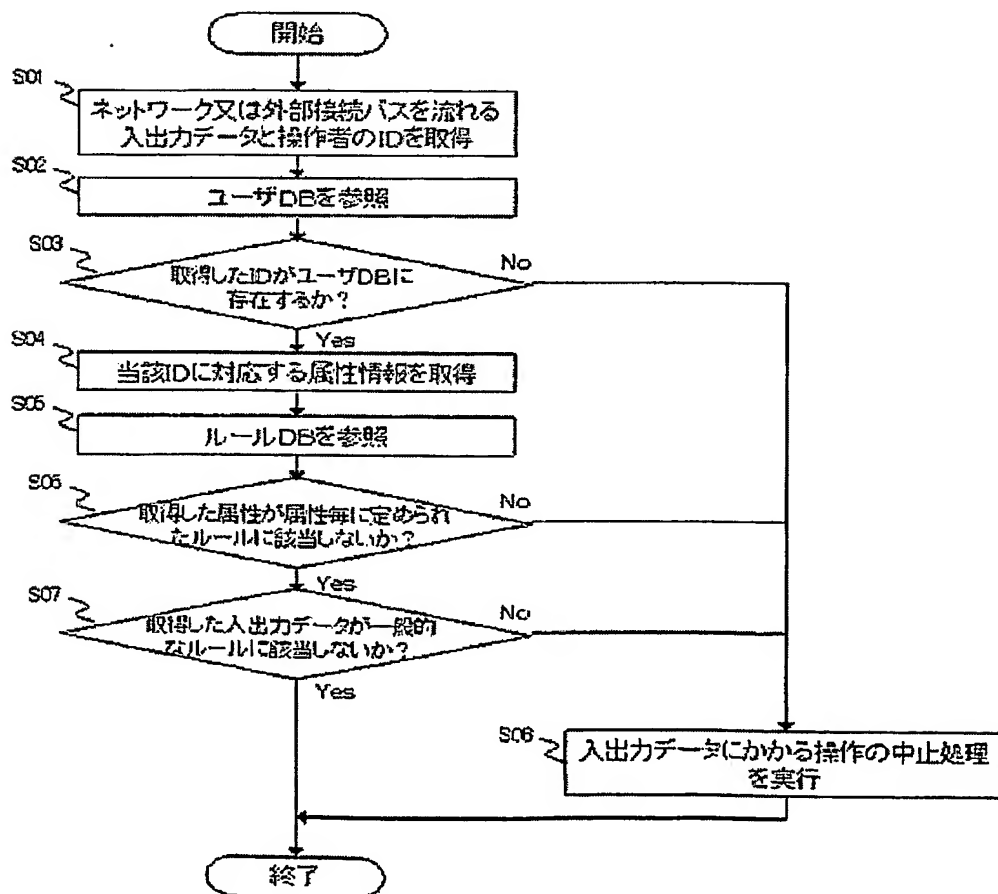 開始
S01
ネットワーク又は外部接続バスを流れる
入出力データと操作者のIDを取得
S02
ユーザDBを参照
S03
取得したIDがユーザDBに
存在するか？
No
Yes
S04
当該IDに対応する属性情報を取得
S05
ルールDBを参照
S06
取得した属性が属性毎に定められ
たルールに該当しないか？
No
Yes
S07
取得した入出力データが一般的
なルールに該当しないか？
No
Yes
S08
入出力データにかかる操作の中止処理
を実行
終了